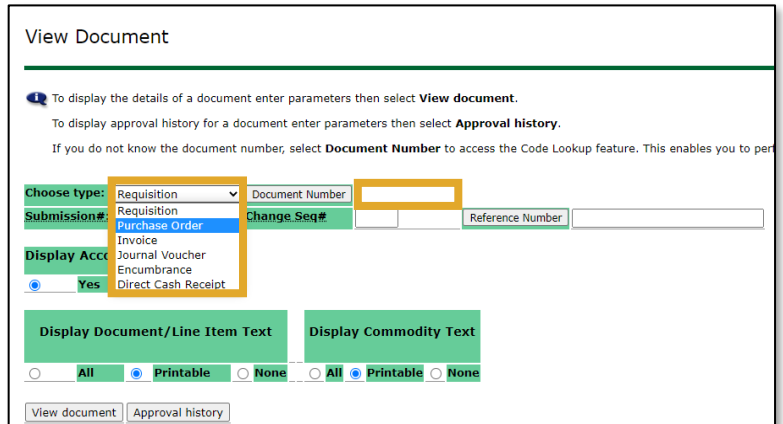 View Document
To display the details of a document enter parameters then select View document.
To display approval history for a document enter parameters then select Approval history.
If you do not know the document number, select Document Number to access the Code Lookup feature. This enables you to
Choose type: Requisition Document Number
Submission#: Requisition Change Seq# Reference Number
Purchase Order
Invoice
Display Journal Voucher
Encumbrance
Yes Direct Cash Receipt
Display Document/Line Item Text Display Commodity Text
All Printable None All Printable None
View document Approval history